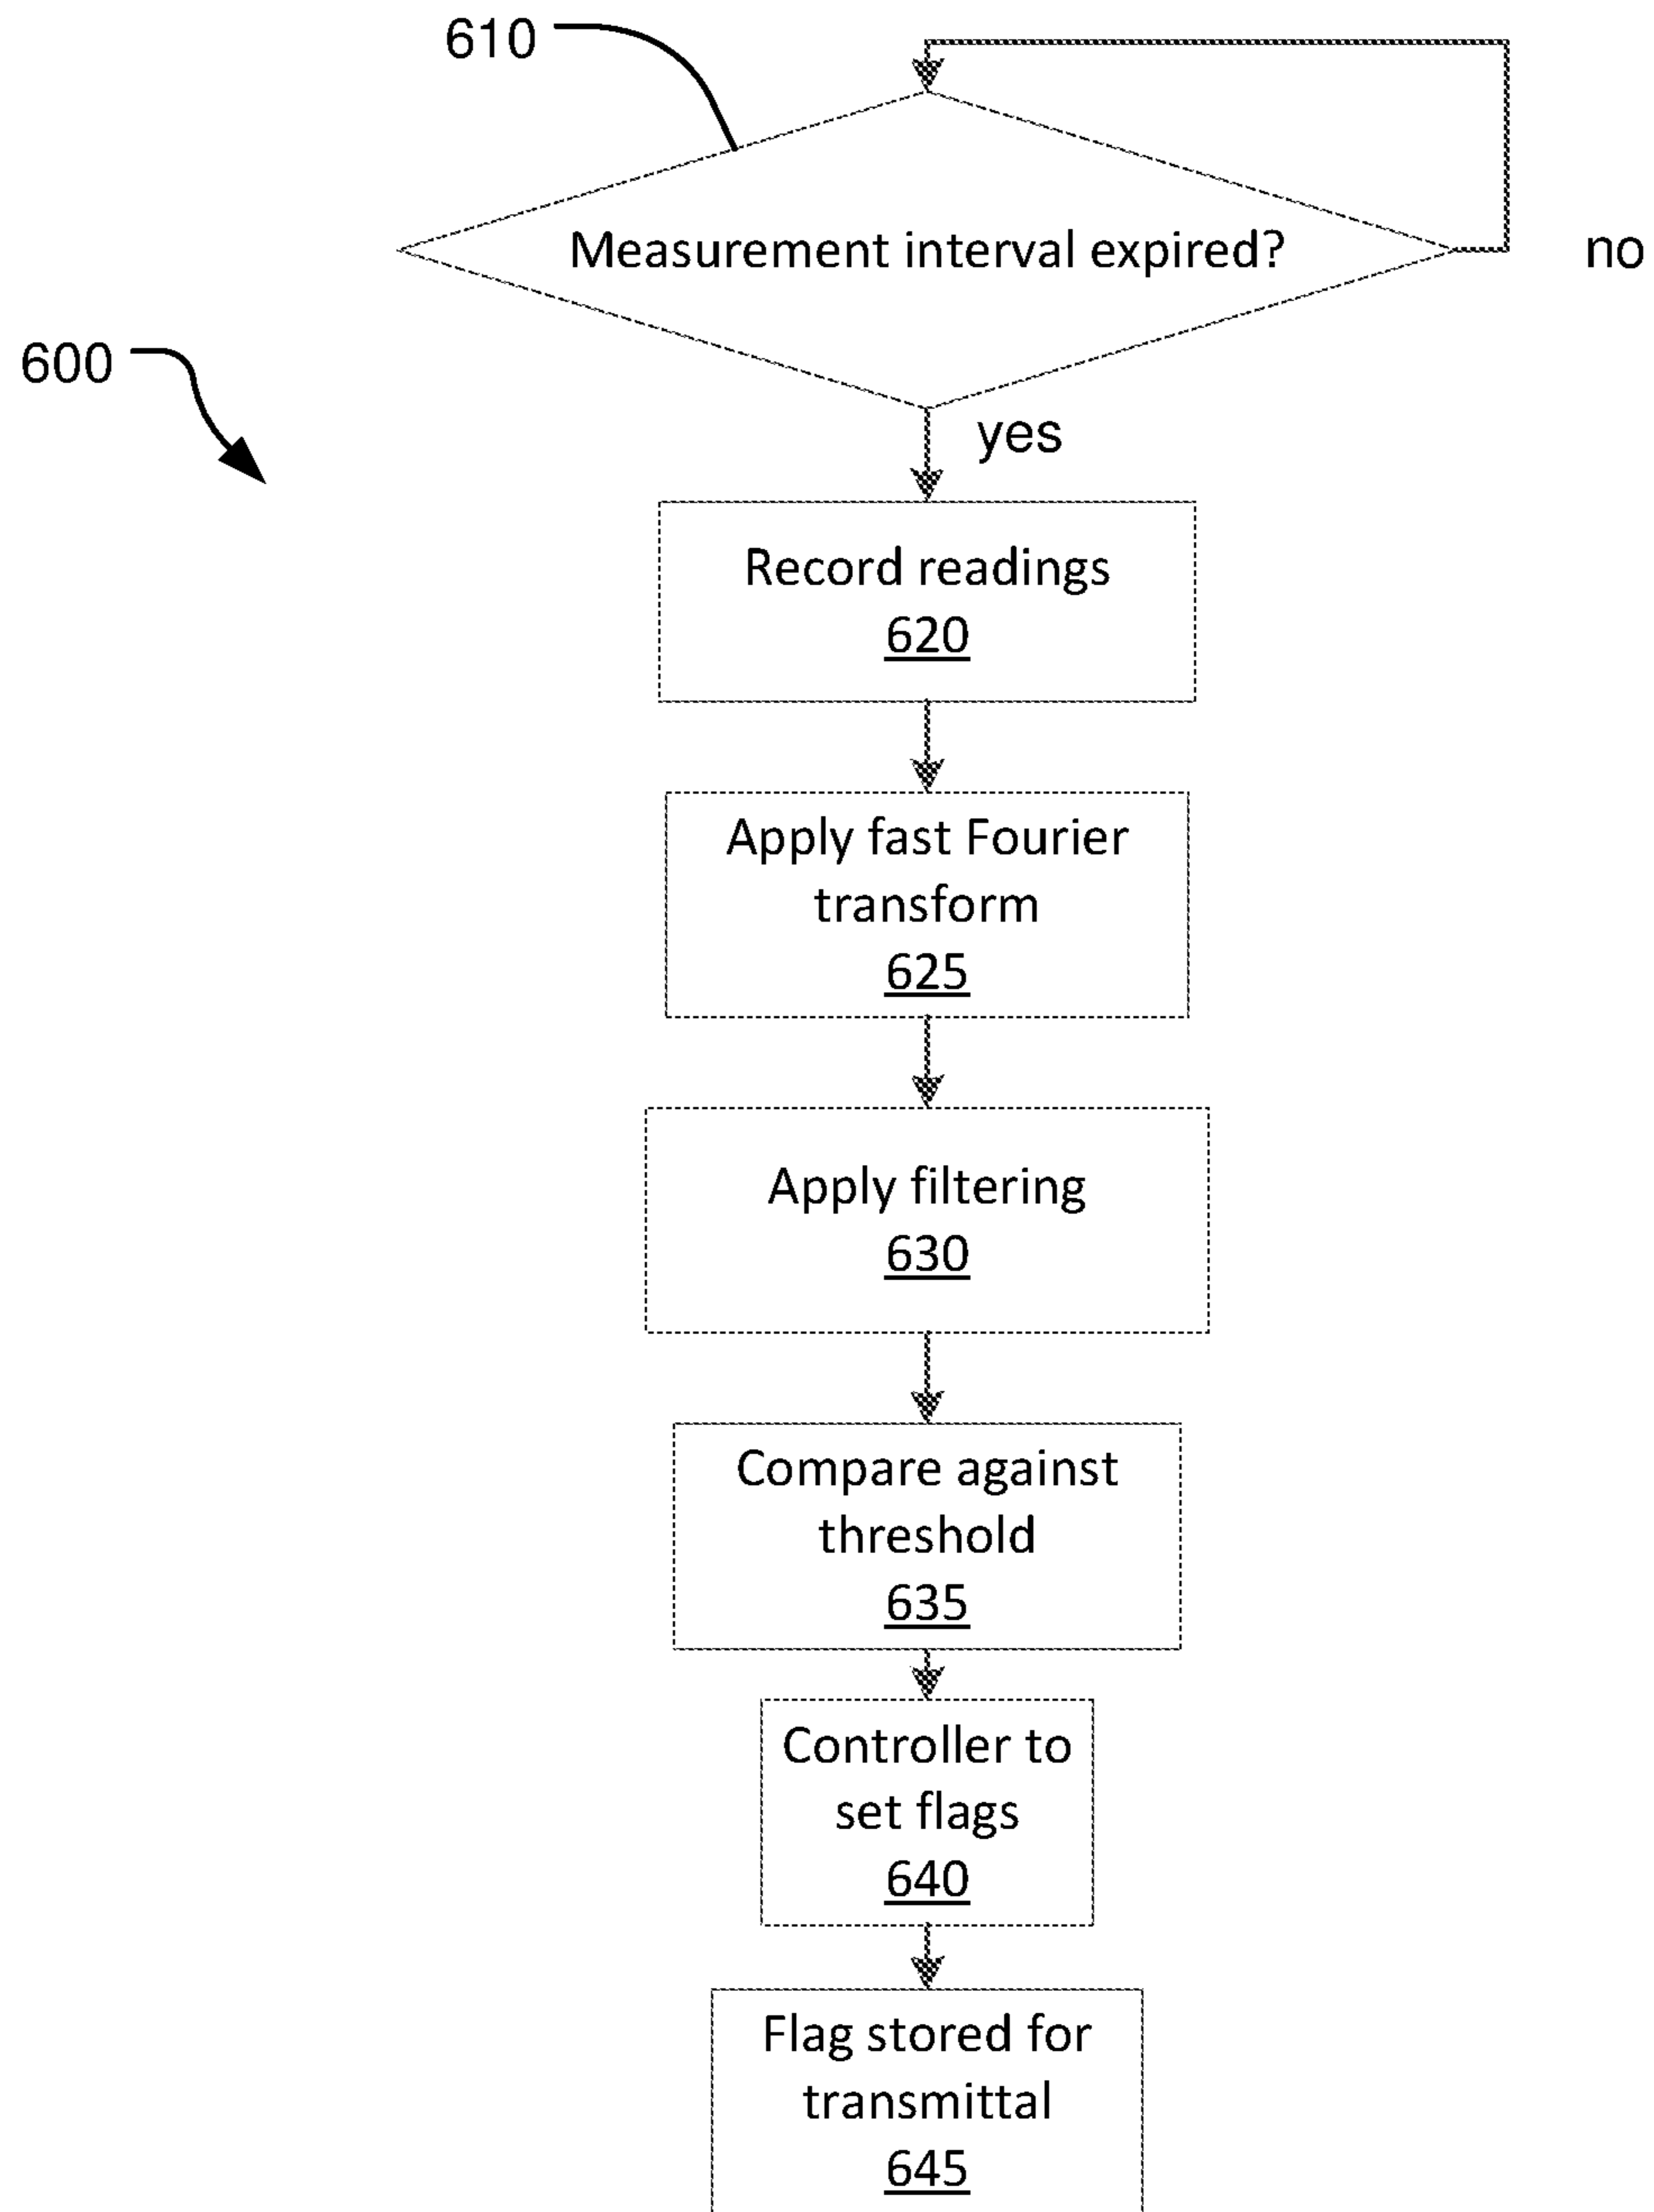 610
Measurement interval expired?
no
600
yes
Record readings
620
Apply fast Fourier
transform
625
Apply filtering
630
Compare against
threshold
635
Controller to
set flags
640
Flag stored for
transmittal
645